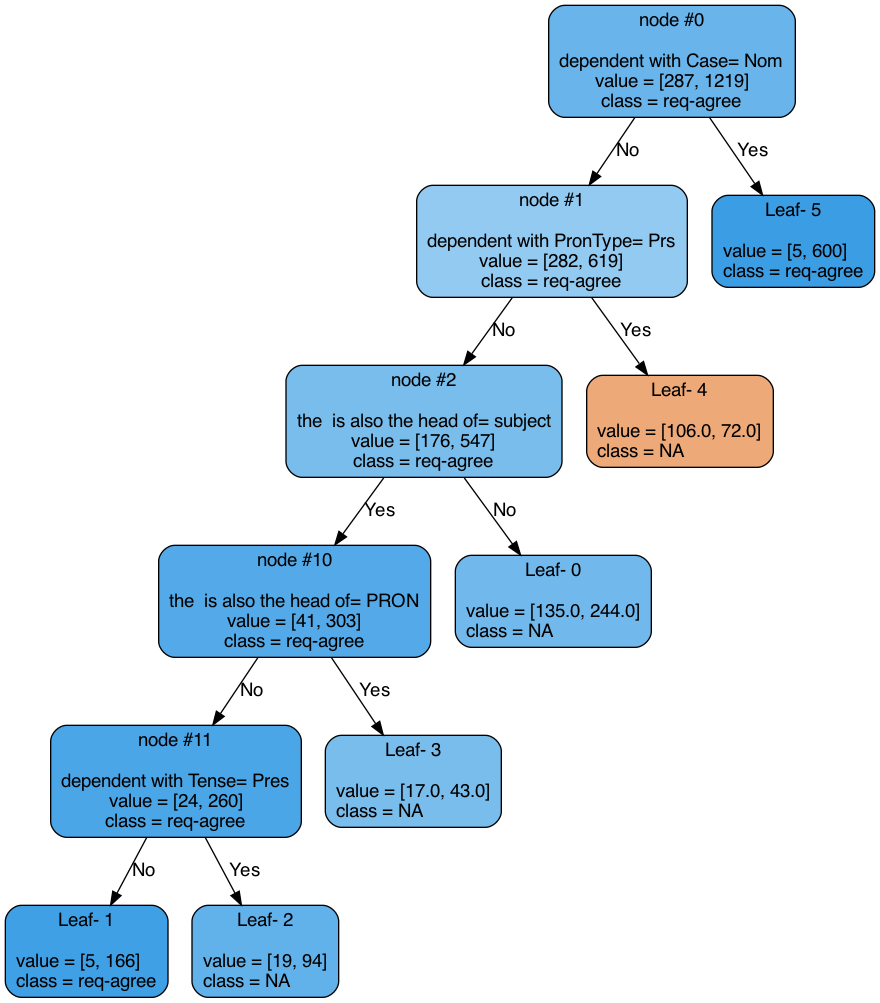 node #0
dependent with Case= Nom
value = [287, 1219]
class = req-agree
No
Yes
node #1
dependent with PronType= Prs
value = [282, 619]
class = req-agree
Leaf- 5
value = [5, 600]
class = req-agree
No
Yes
node #2
the  is also the head of= subject
value = [176, 547]
class = req-agree
Leaf- 4
value = [106.0, 72.0]
class = NA
Yes
No
node #10
the  is also the head of= PRON
value = [41, 303]
class = req-agree
Leaf- 0
value = [135.0, 244.0]
class = NA
No
Yes
node #11
dependent with Tense= Pres
value = [24, 260]
class = req-agree
Leaf- 3
value = [17.0, 43.0]
class = NA
No
Yes
Leaf- 1
value = [5, 166]
class = req-agree
Leaf- 2
value = [19, 94]
class = NA